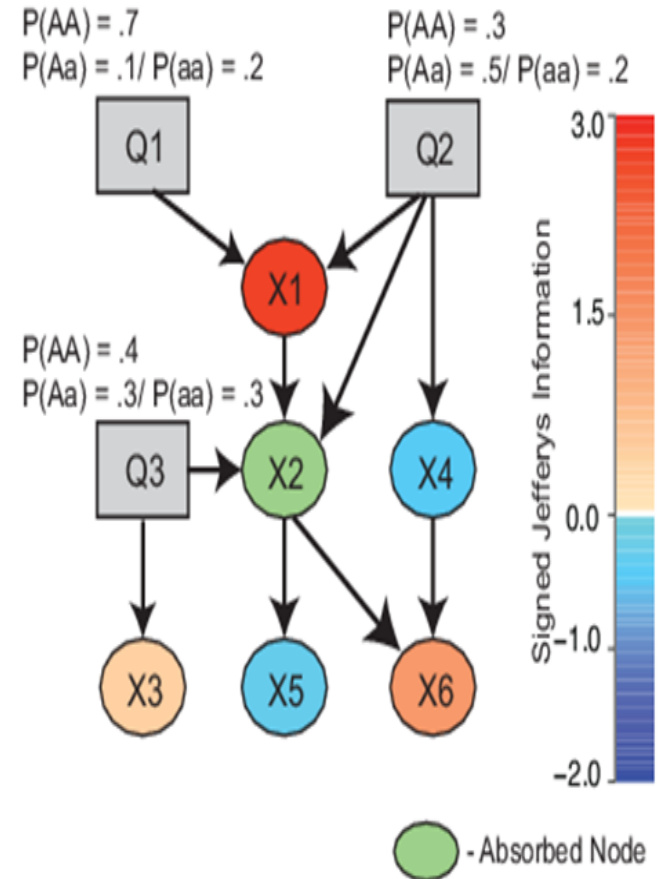 P(AA) = .7
P(Aa) = .1/ P(aa) = .2
P(AA) = .3
P(Aa) = .5/ P(aa) = .2
Q1
Q2
X1
P(AA) = .4
P(Aa) = .3/ P(aa) = .3
Q3
X2
X4
X3
X5
X6
Signed Jefferys Information
3.0
1.5
0.0
−1.0
−2.0
- Absorbed Node